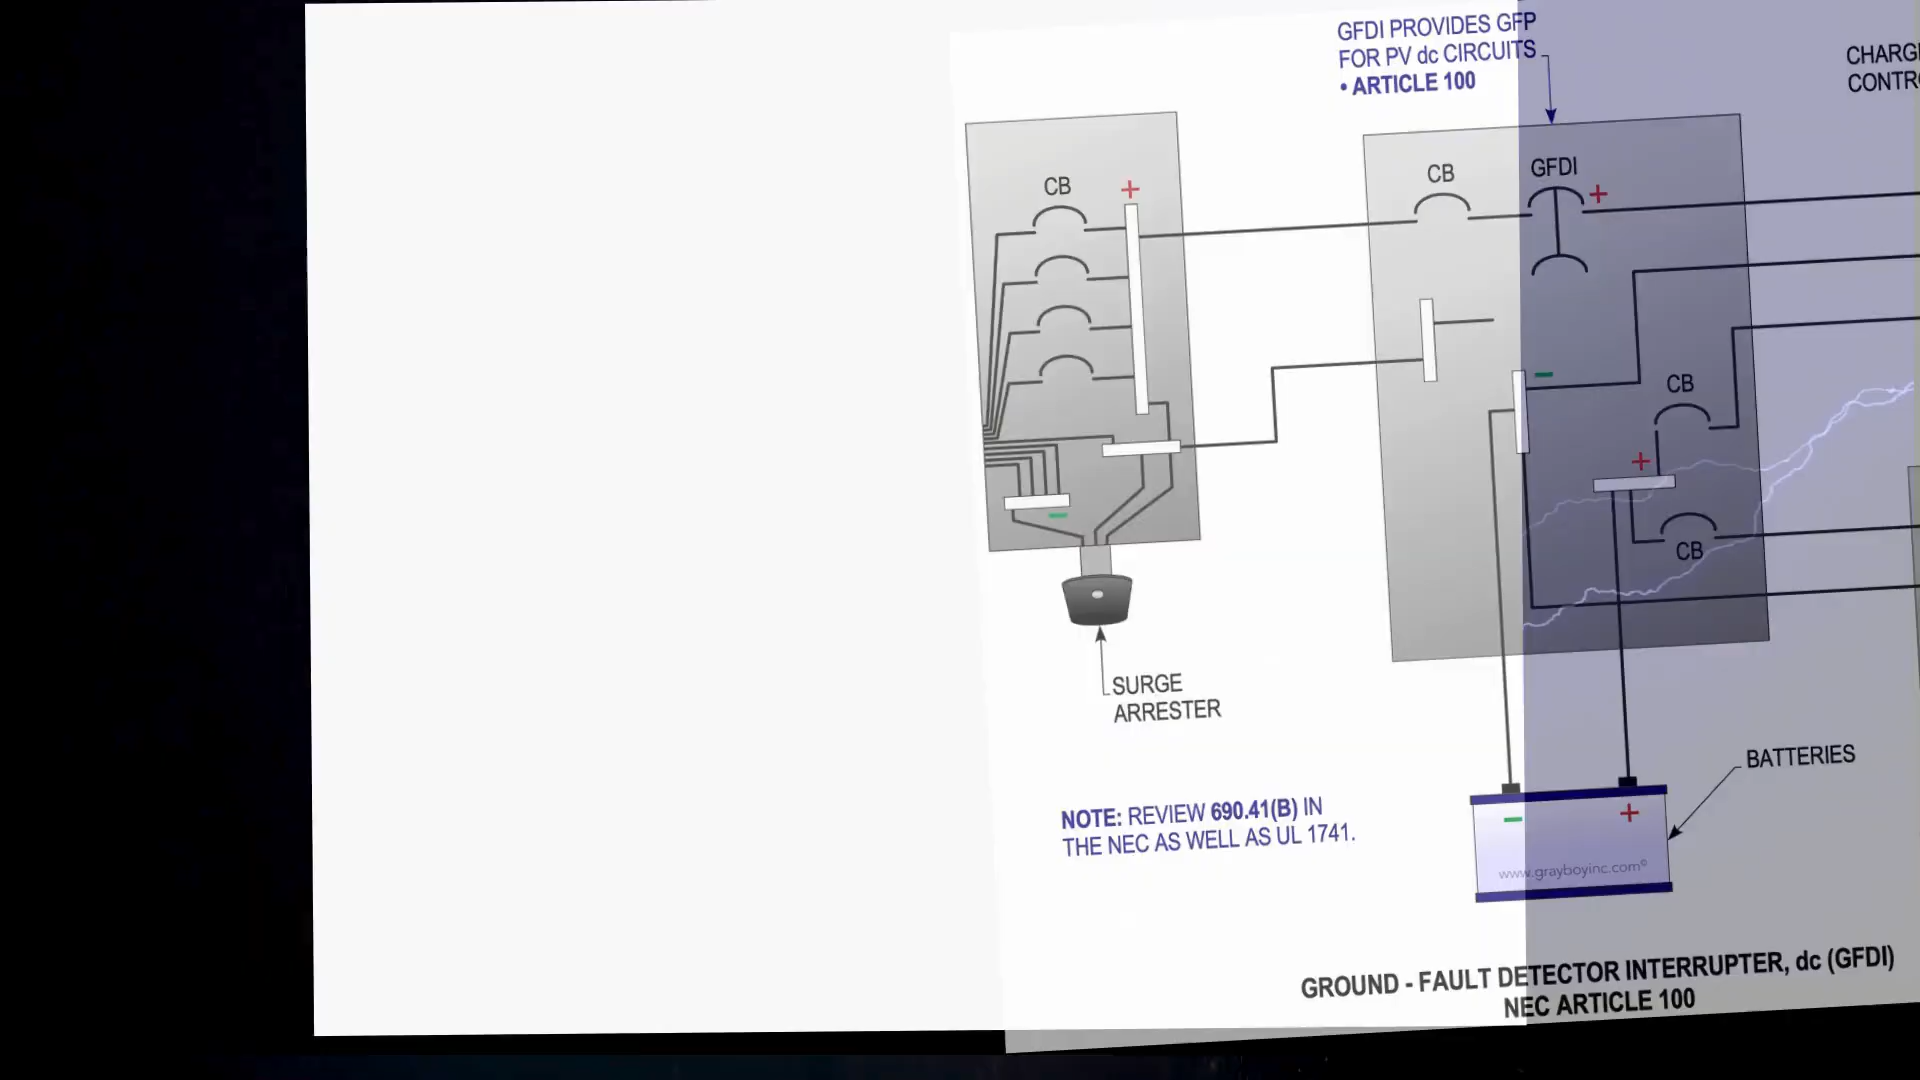 GFDI PROVIDES GFP
FOR PV dc CIRCUITS
• ARTICLE 100
CB
+
CB
GFDI
+
CB
+
CB
SURGE
ARRESTER
NOTE: REVIEW 690.41(B) IN
THE NEC AS WELL AS UL 1741.
BATTERIES
+
www.grayboyinc.com©
GROUND - FAULT DETECTOR INTERRUPTER, dc (GFDI)
NEC ARTICLE 100